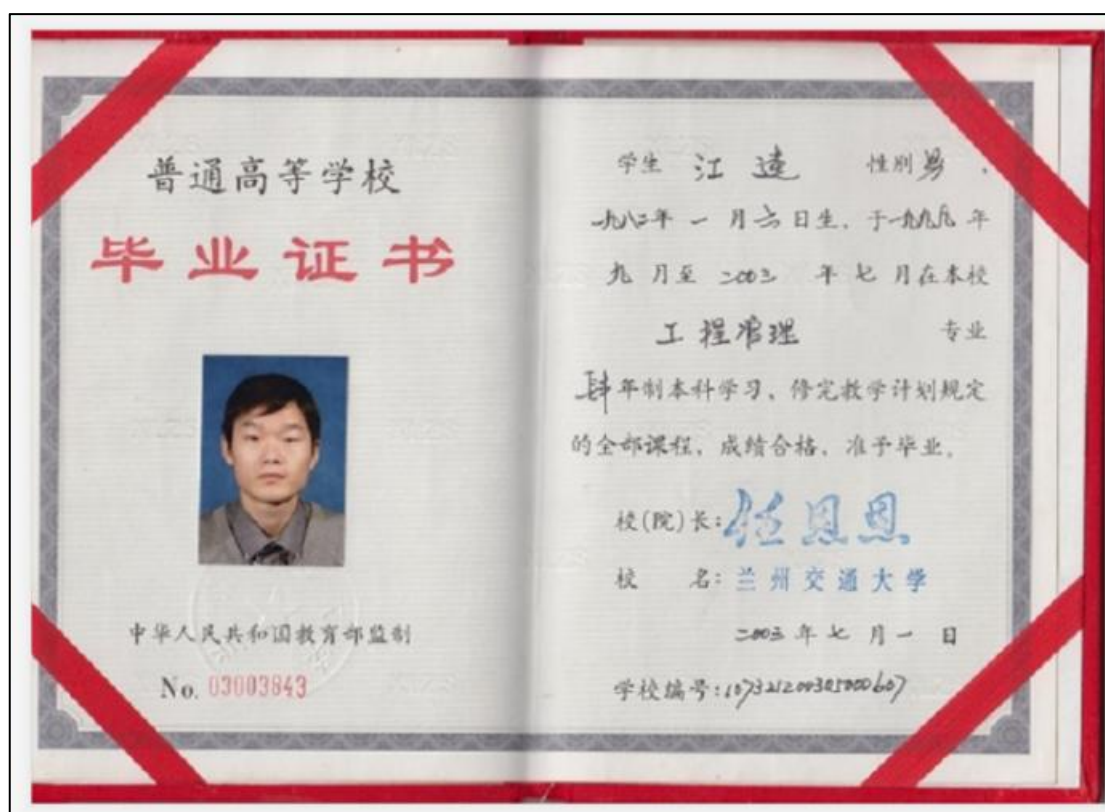 普通高等学校
毕业证书
中华人民共和国教育部监制
No. 03003843
学生 江逵 性别 男 ，
一九八二年 一 月 六 日生，于一九九九 年
九 月至 二〇〇三 年 七 月在本校
工程管理 专业
肆年制本科学习，修完教学计划规定
的全部课程，成绩合格，准予毕业。
校(院)长：任恩恩
校 名：兰州交通大学
二〇〇三 年 七 月 一 日
学校编号：107321200305000607